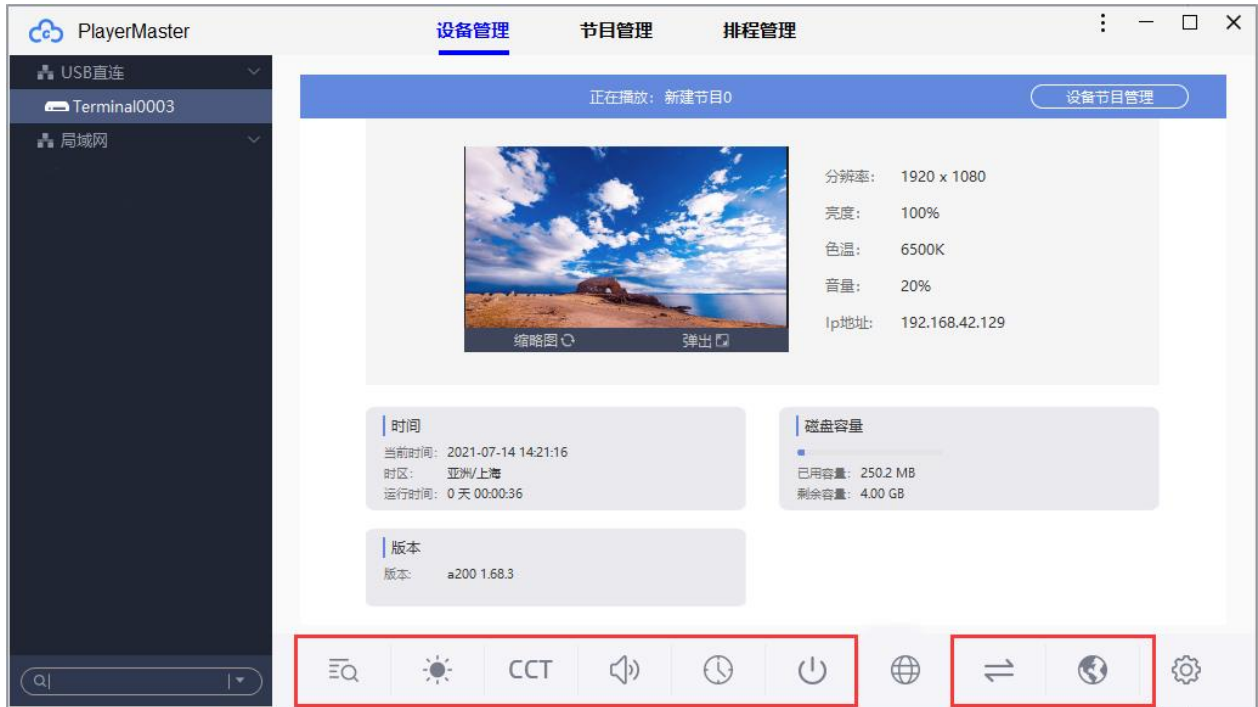 PlayerMaster
设备管理 节目管理 排程管理
USB直连
Terminal0003
局域网
正在播放: 新建节目0
设备节目管理
分辨率: 1920 x 1080
亮度: 100%
色温: 6500K
音量: 20%
Ip地址: 192.168.42.129
缩略图 弹出
时间
当前时间: 2021-07-14 14:21:16
时区: 亚洲/上海
运行时间: 0 天 00:00:36
磁盘容量
已用容量: 250.2 MB
剩余容量: 4.00 GB
版本
版本: a200 1.68.3
CCT